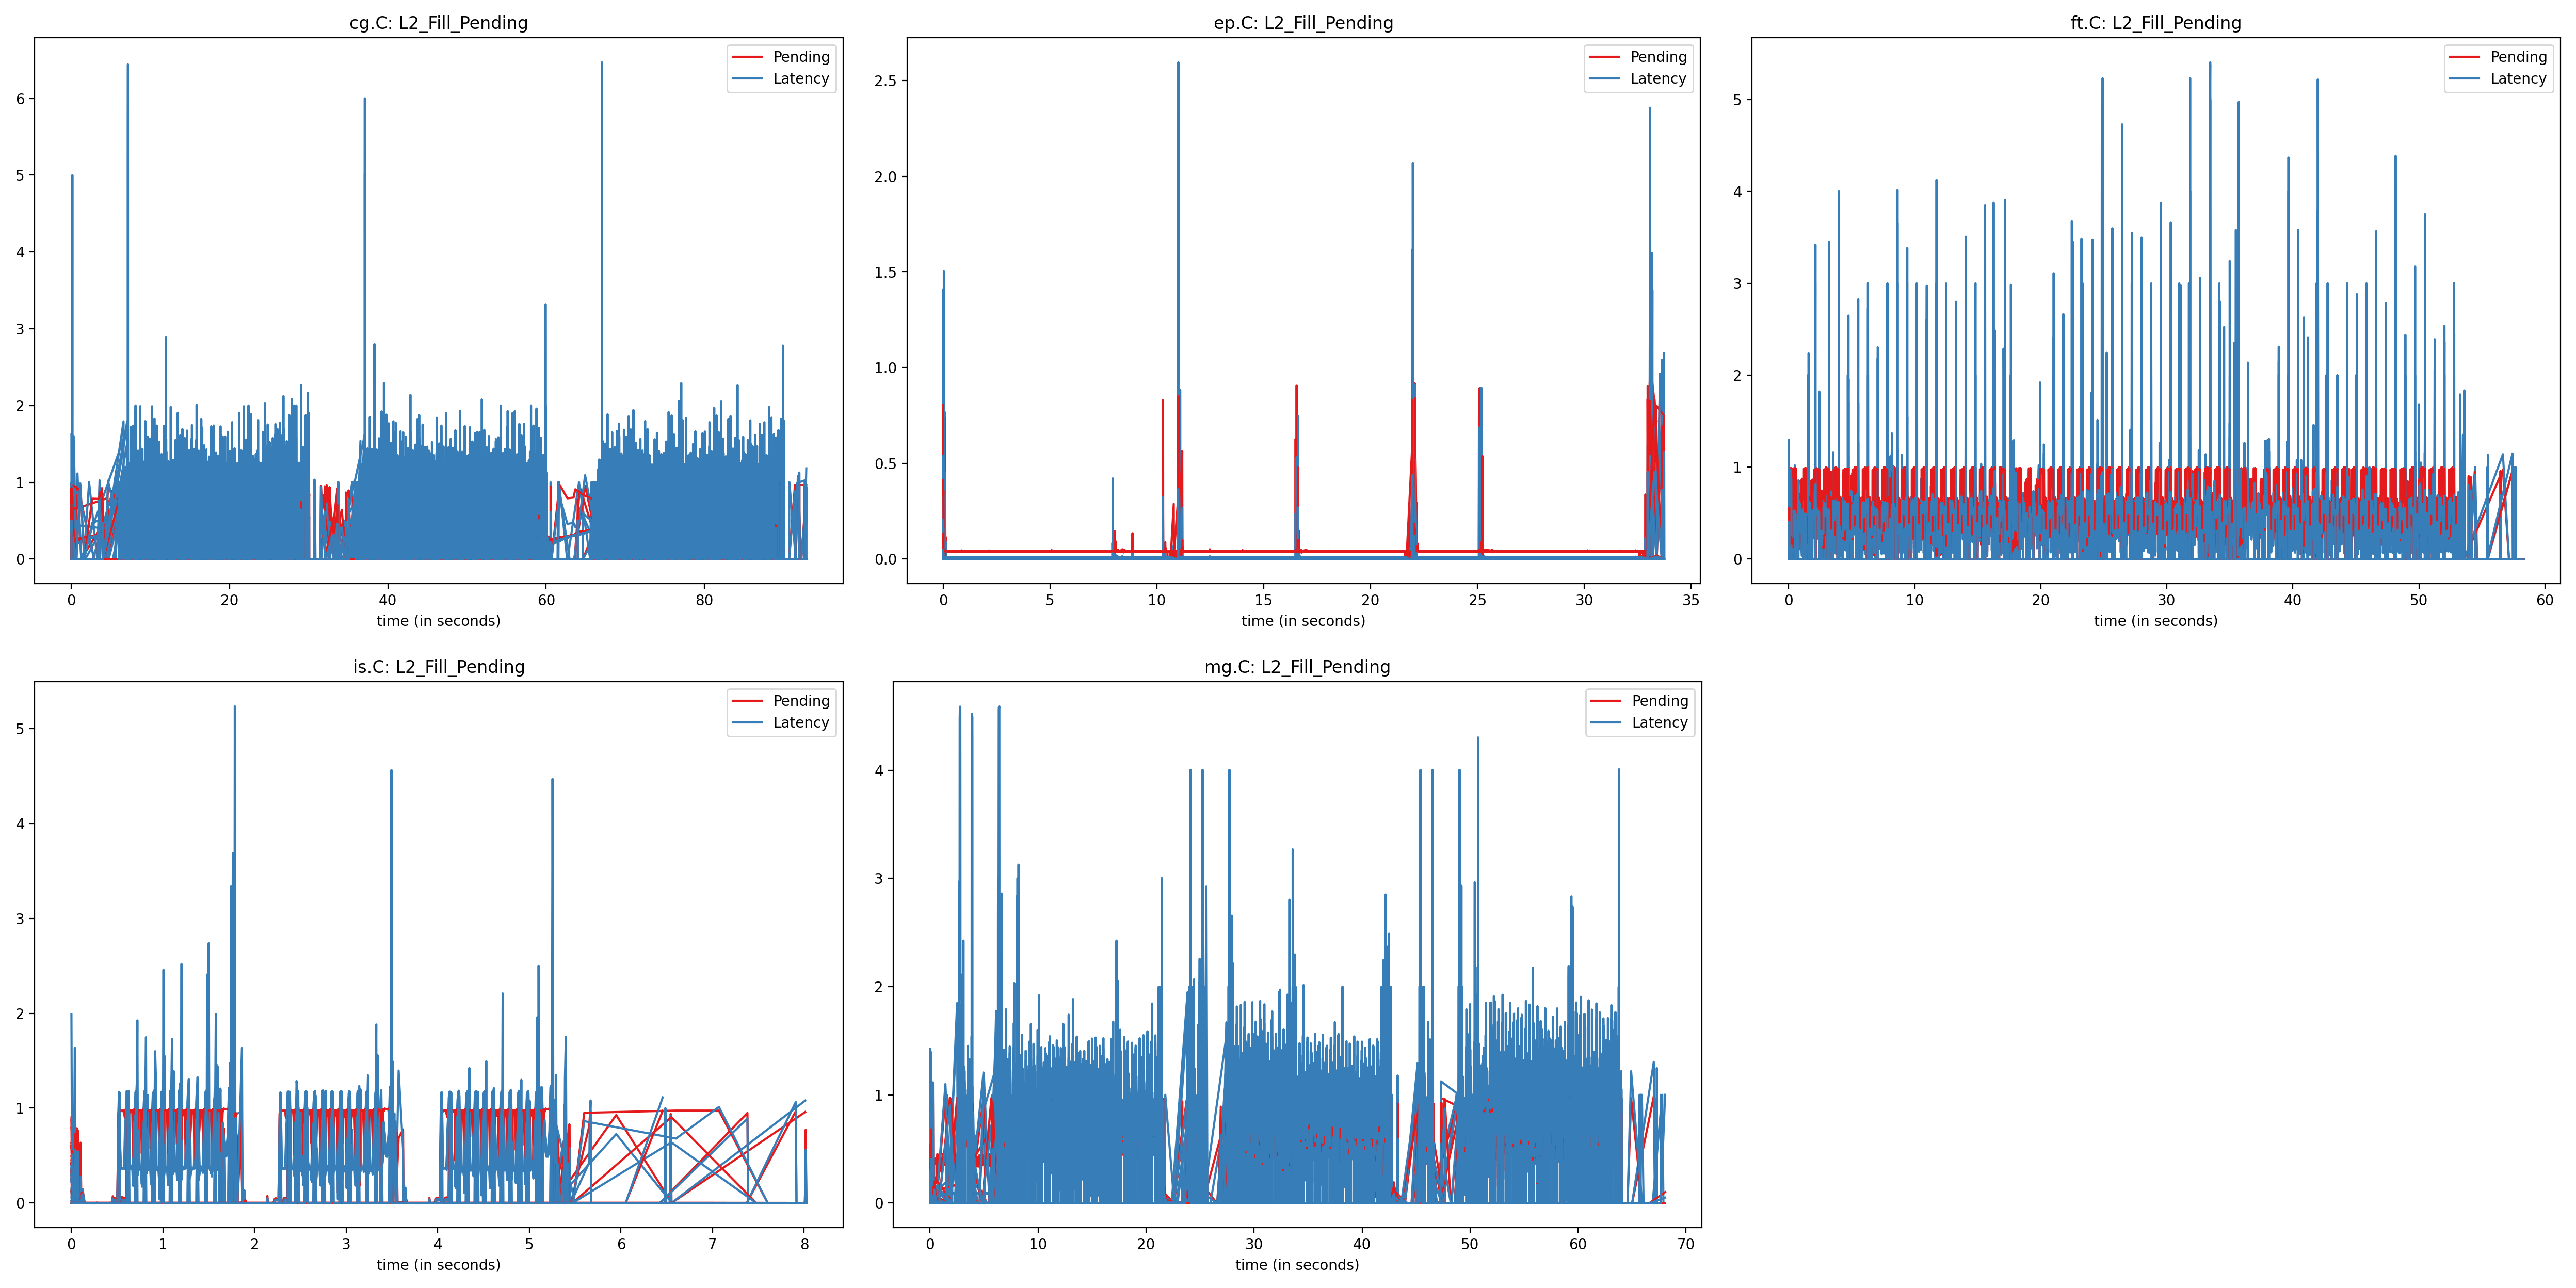 cg.C: L2_Fill_Pending
Pending
Latency
6
5
4
3
2
1
0
0 20 40 60 80
time (in seconds)
ep.C: L2_Fill_Pending
Pending
Latency
2.5
2.0
1.5
1.0
0.5
0.0
0 5 10 15 20 25 30 35
time (in seconds)
ft.C: L2_Fill_Pending
Pending
Latency
5
4
3
2
1
0
0 10 20 30 40 50 60
time (in seconds)
is.C: L2_Fill_Pending
Pending
Latency
5
4
3
2
1
0
0 1 2 3 4 5 6 7 8
time (in seconds)
mg.C: L2_Fill_Pending
Pending
Latency
4
3
2
1
0
0 10 20 30 40 50 60 70
time (in seconds)